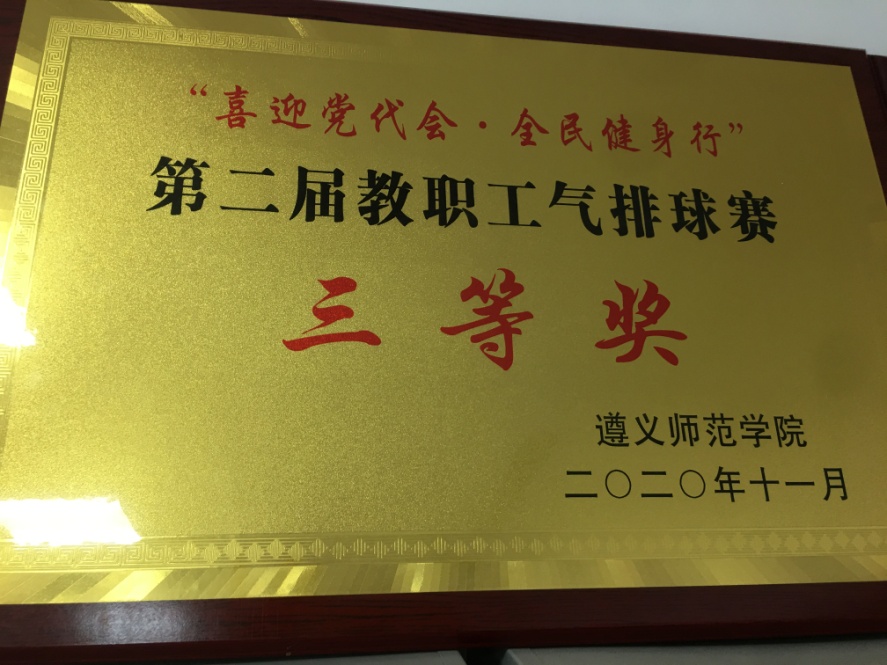 “喜迎党代会·全民健身行”
第二届教职工气排球赛
三等奖
遵义师范学院
二〇二〇年十一月